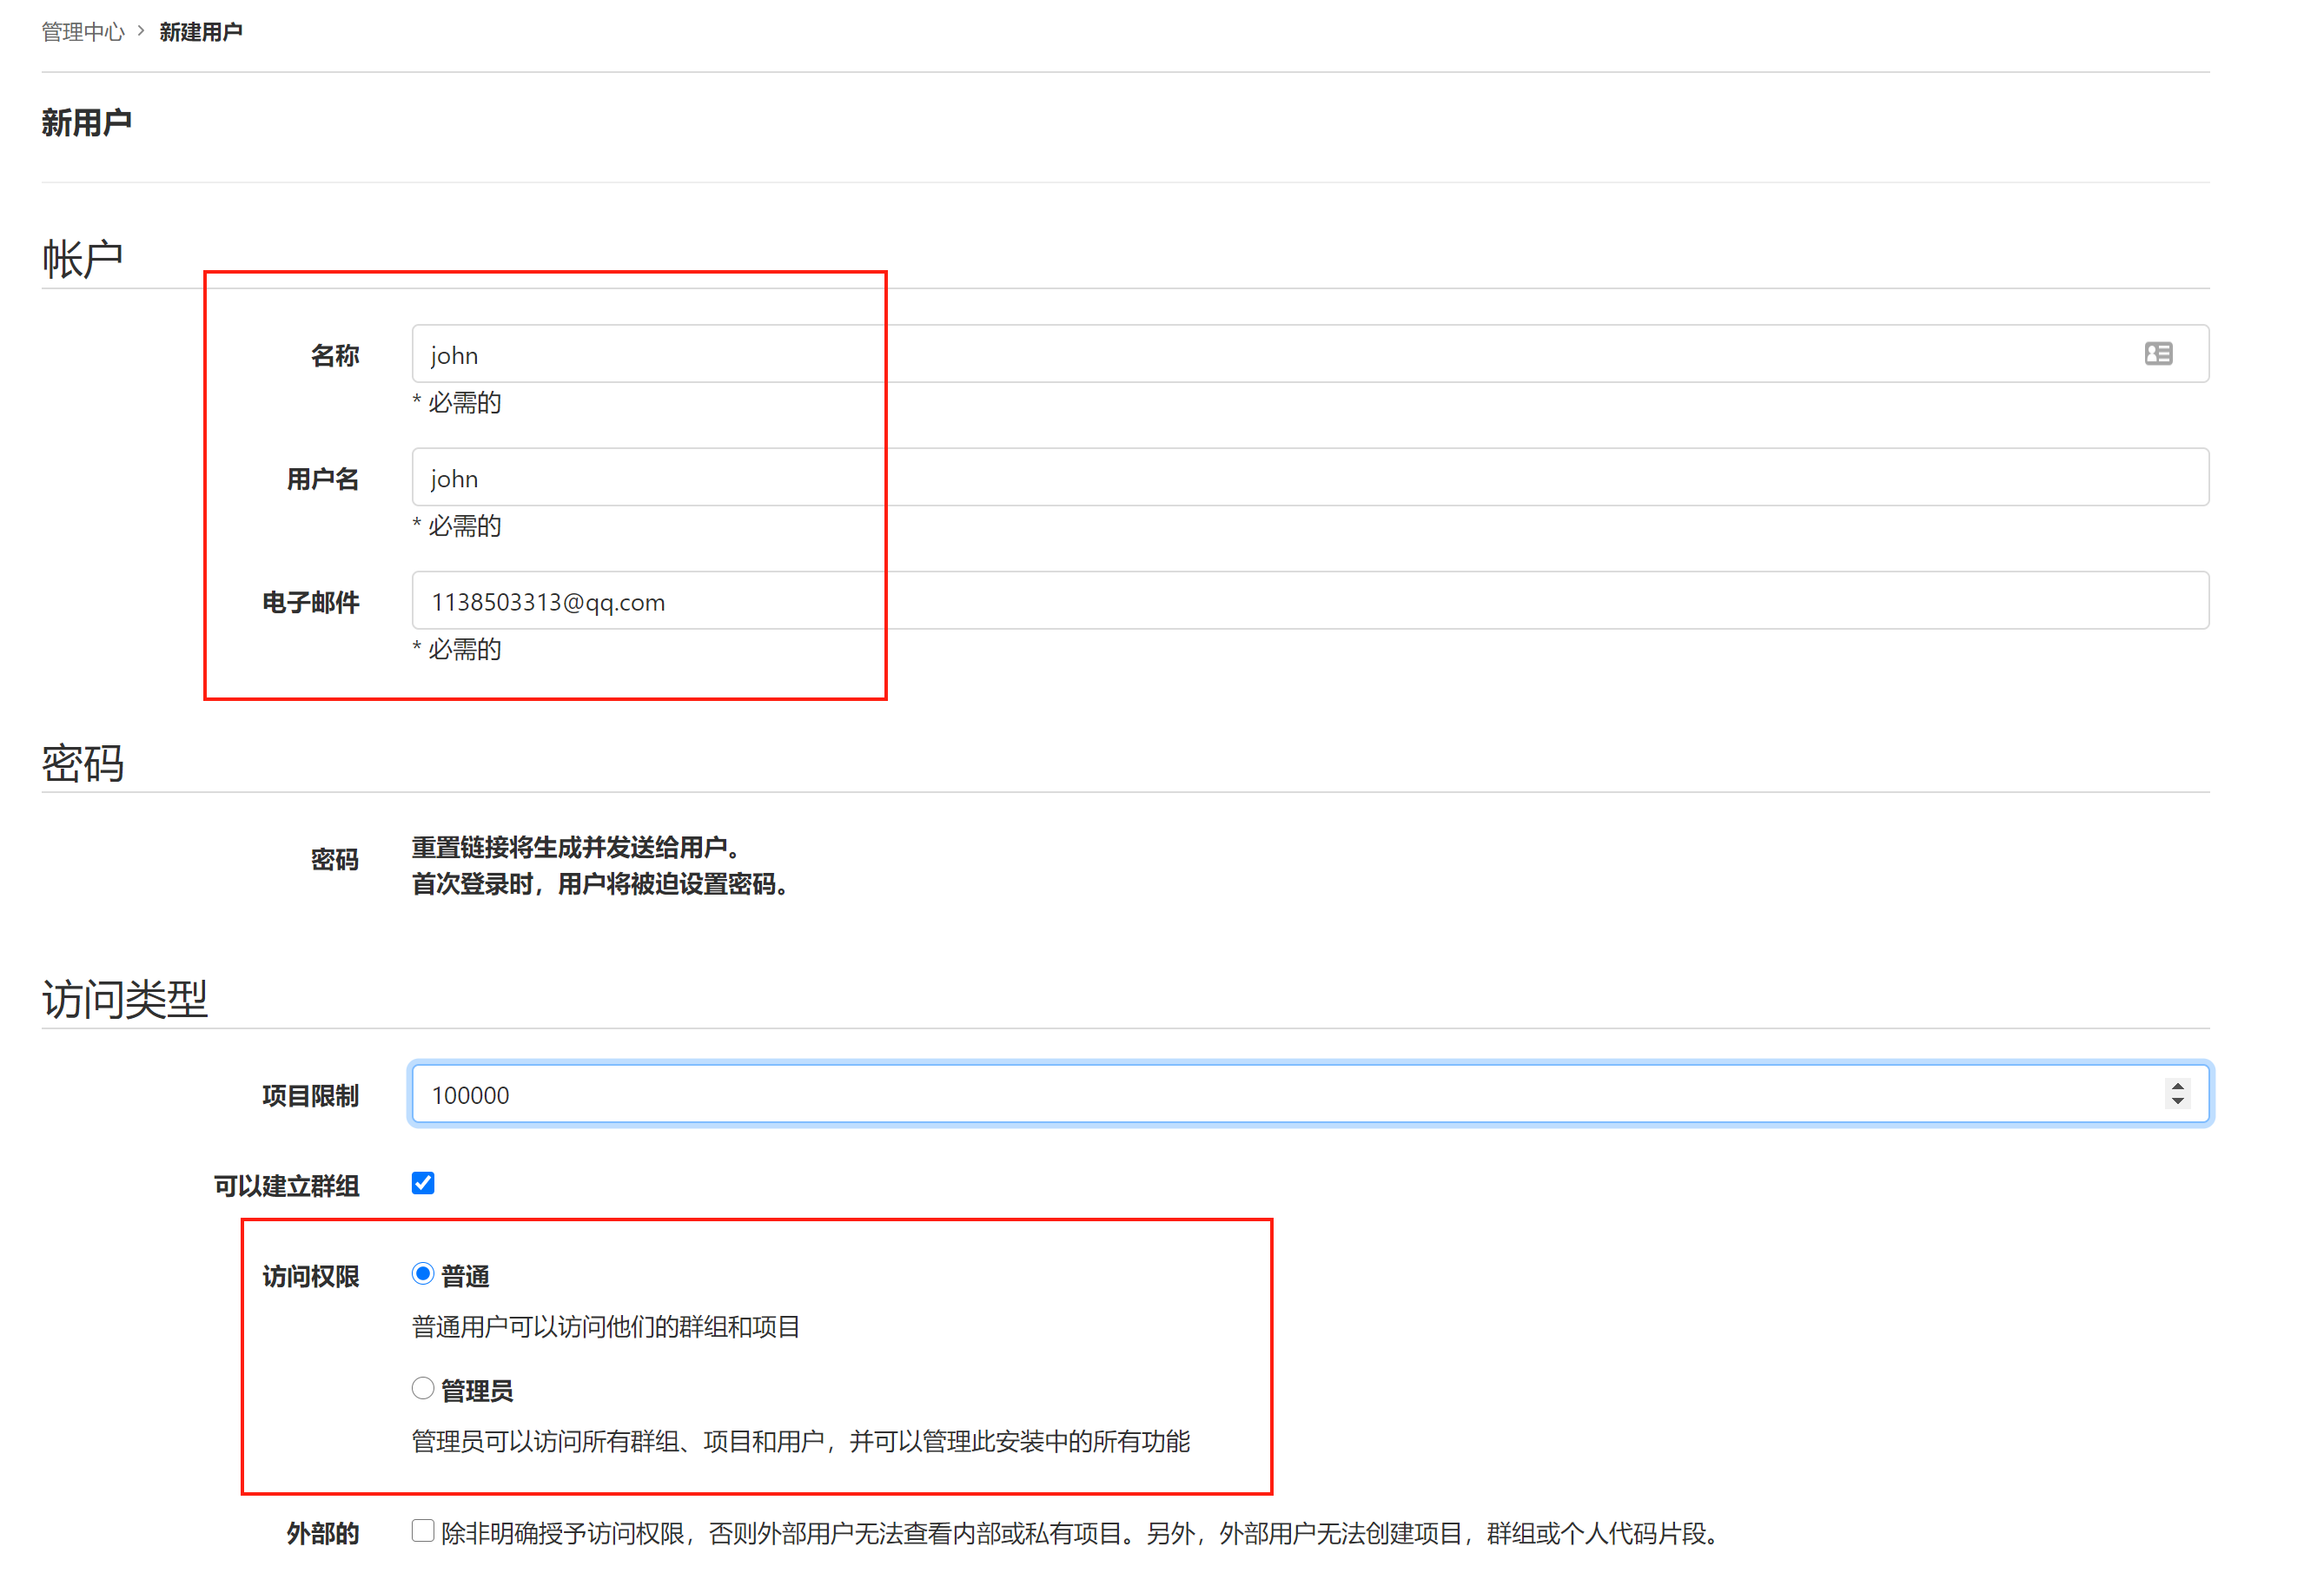 管理中心 › 新建用户
新用户
帐户
名称 john
* 必需的
用户名 john
* 必需的
电子邮件 1138503313@qq.com
* 必需的
密码
密码 重置链接将生成并发送给用户。
首次登录时，用户将被迫设置密码。
访问类型
项目限制 100000
可以建立群组
访问权限 普通
普通用户可以访问他们的群组和项目
管理员
管理员可以访问所有群组、项目和用户，并可以管理此安装中的所有功能
外部的 除非明确授予访问权限，否则外部用户无法查看内部或私有项目。另外，外部用户无法创建项目，群组或个人代码片段。